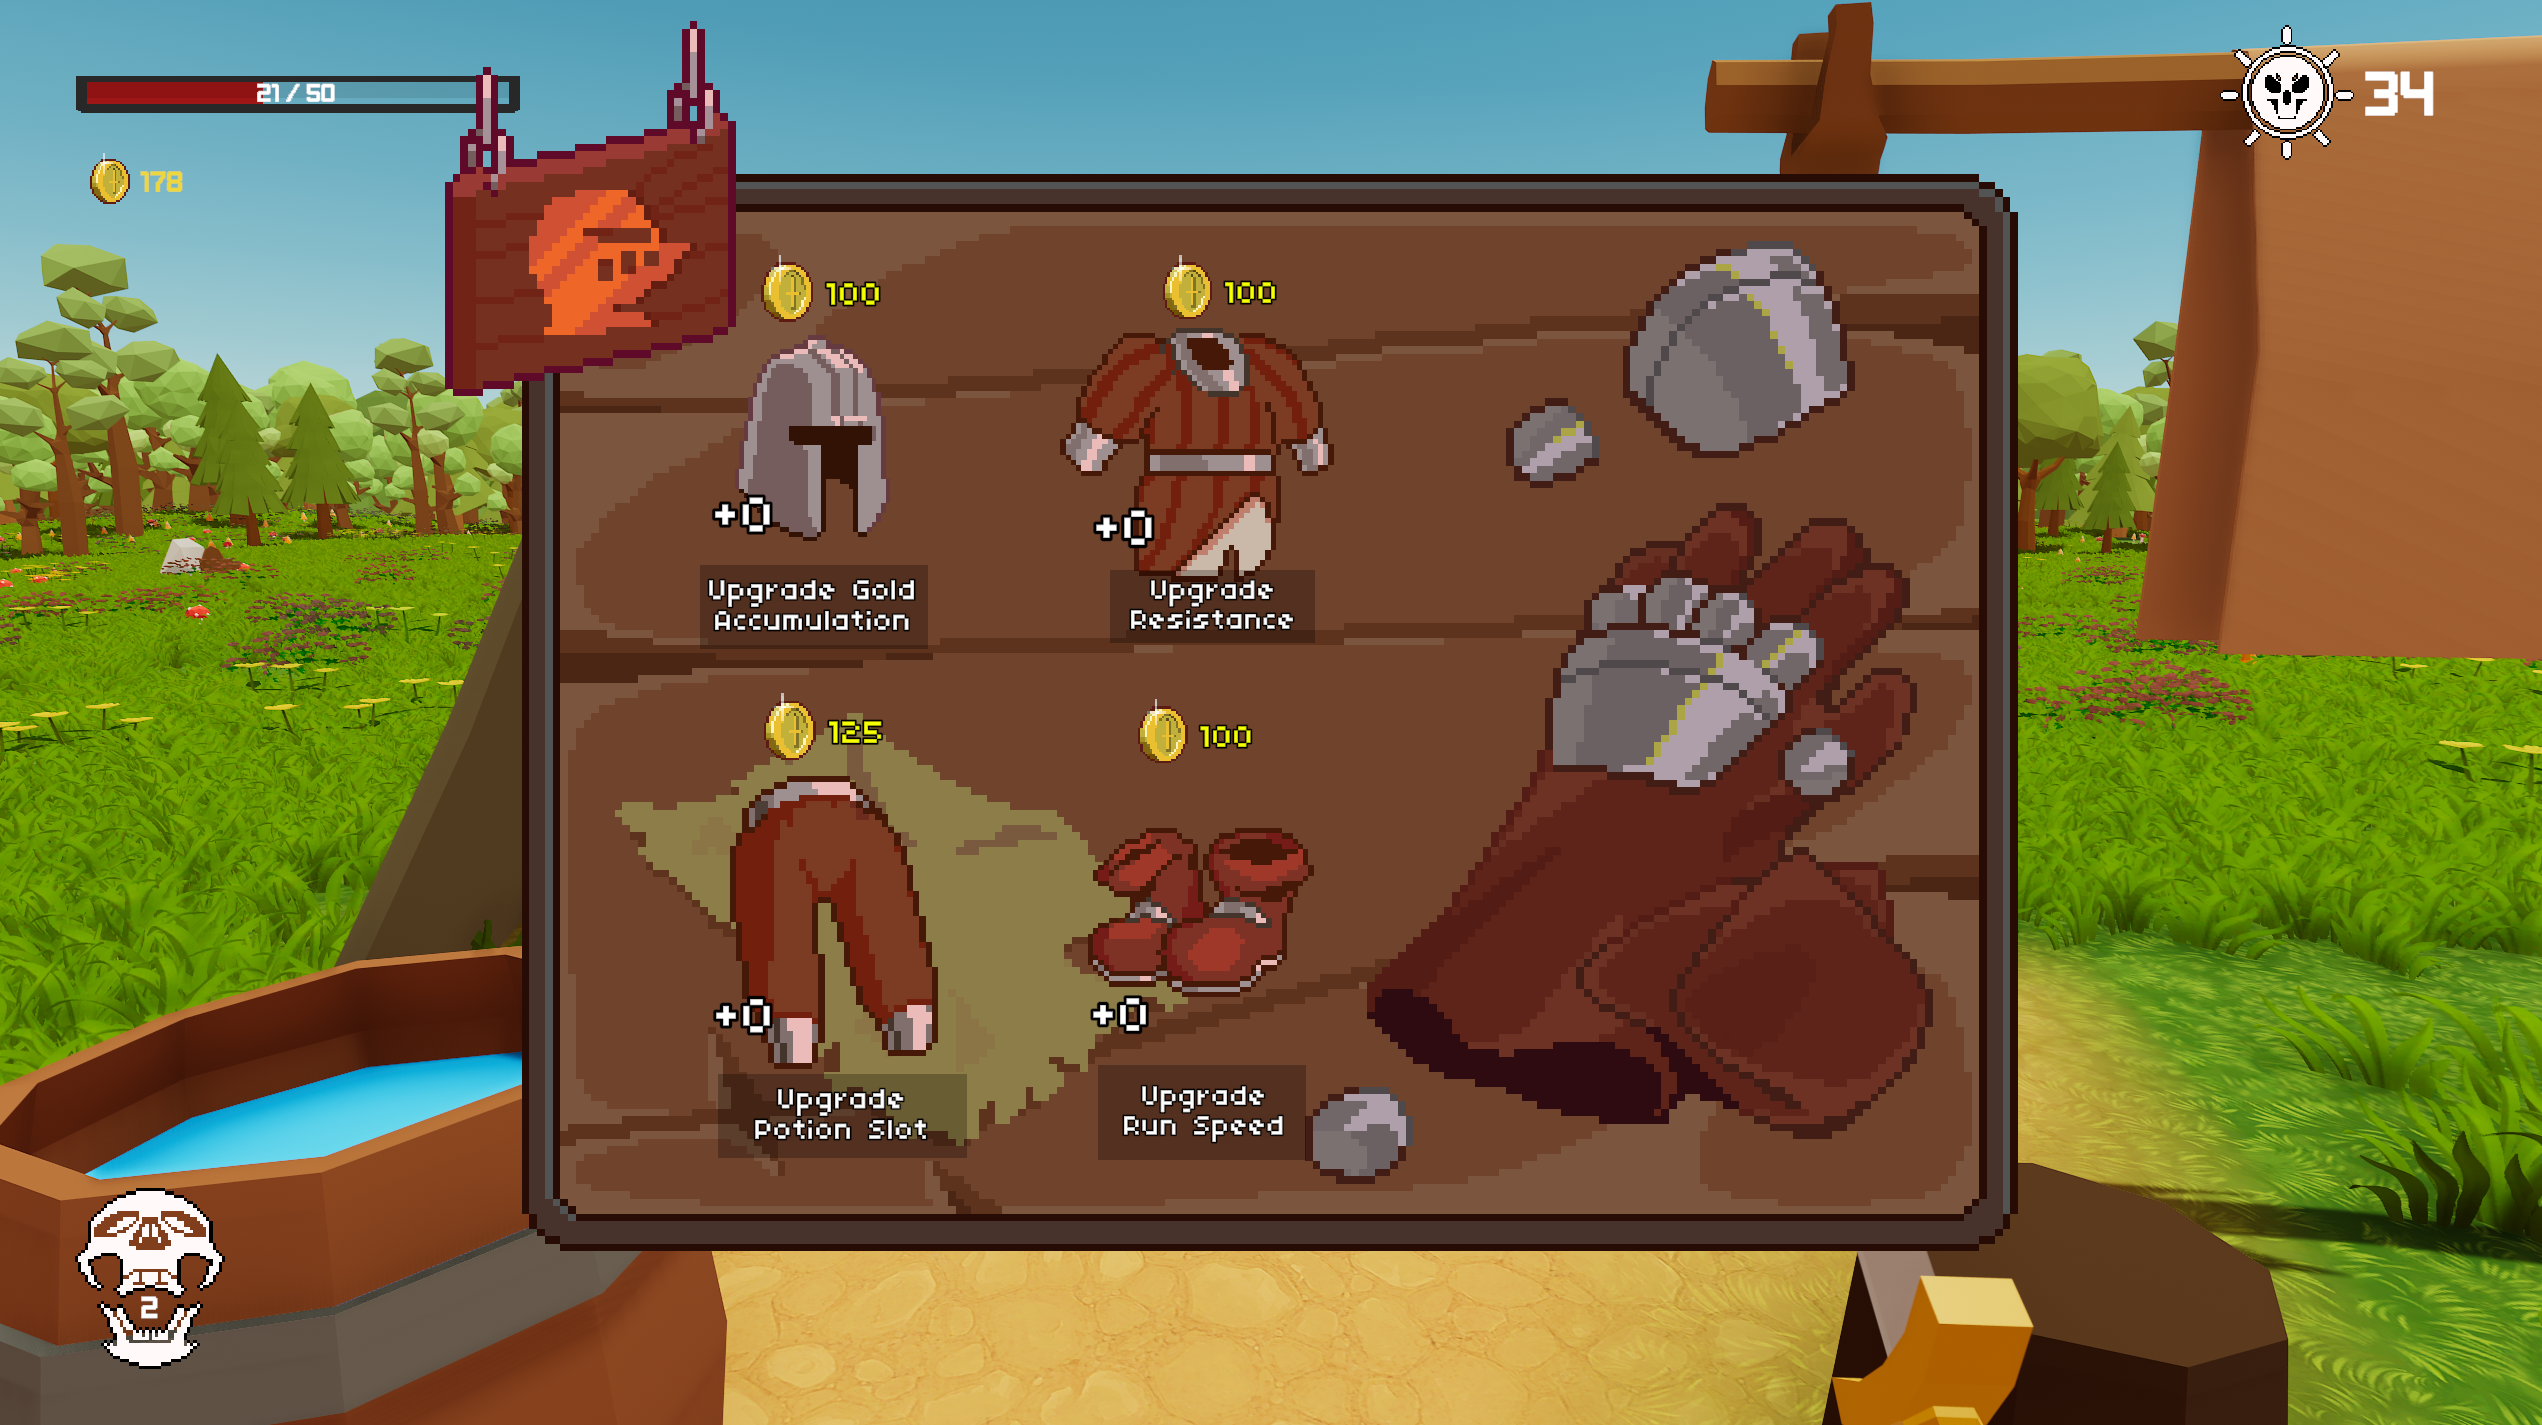 21 / 50
34
178
100
100
+0
+0
Upgrade Gold
Accumulation
Upgrade
Resistance
125
100
+0
+0
Upgrade
Potion Slot
Upgrade
Run Speed
2